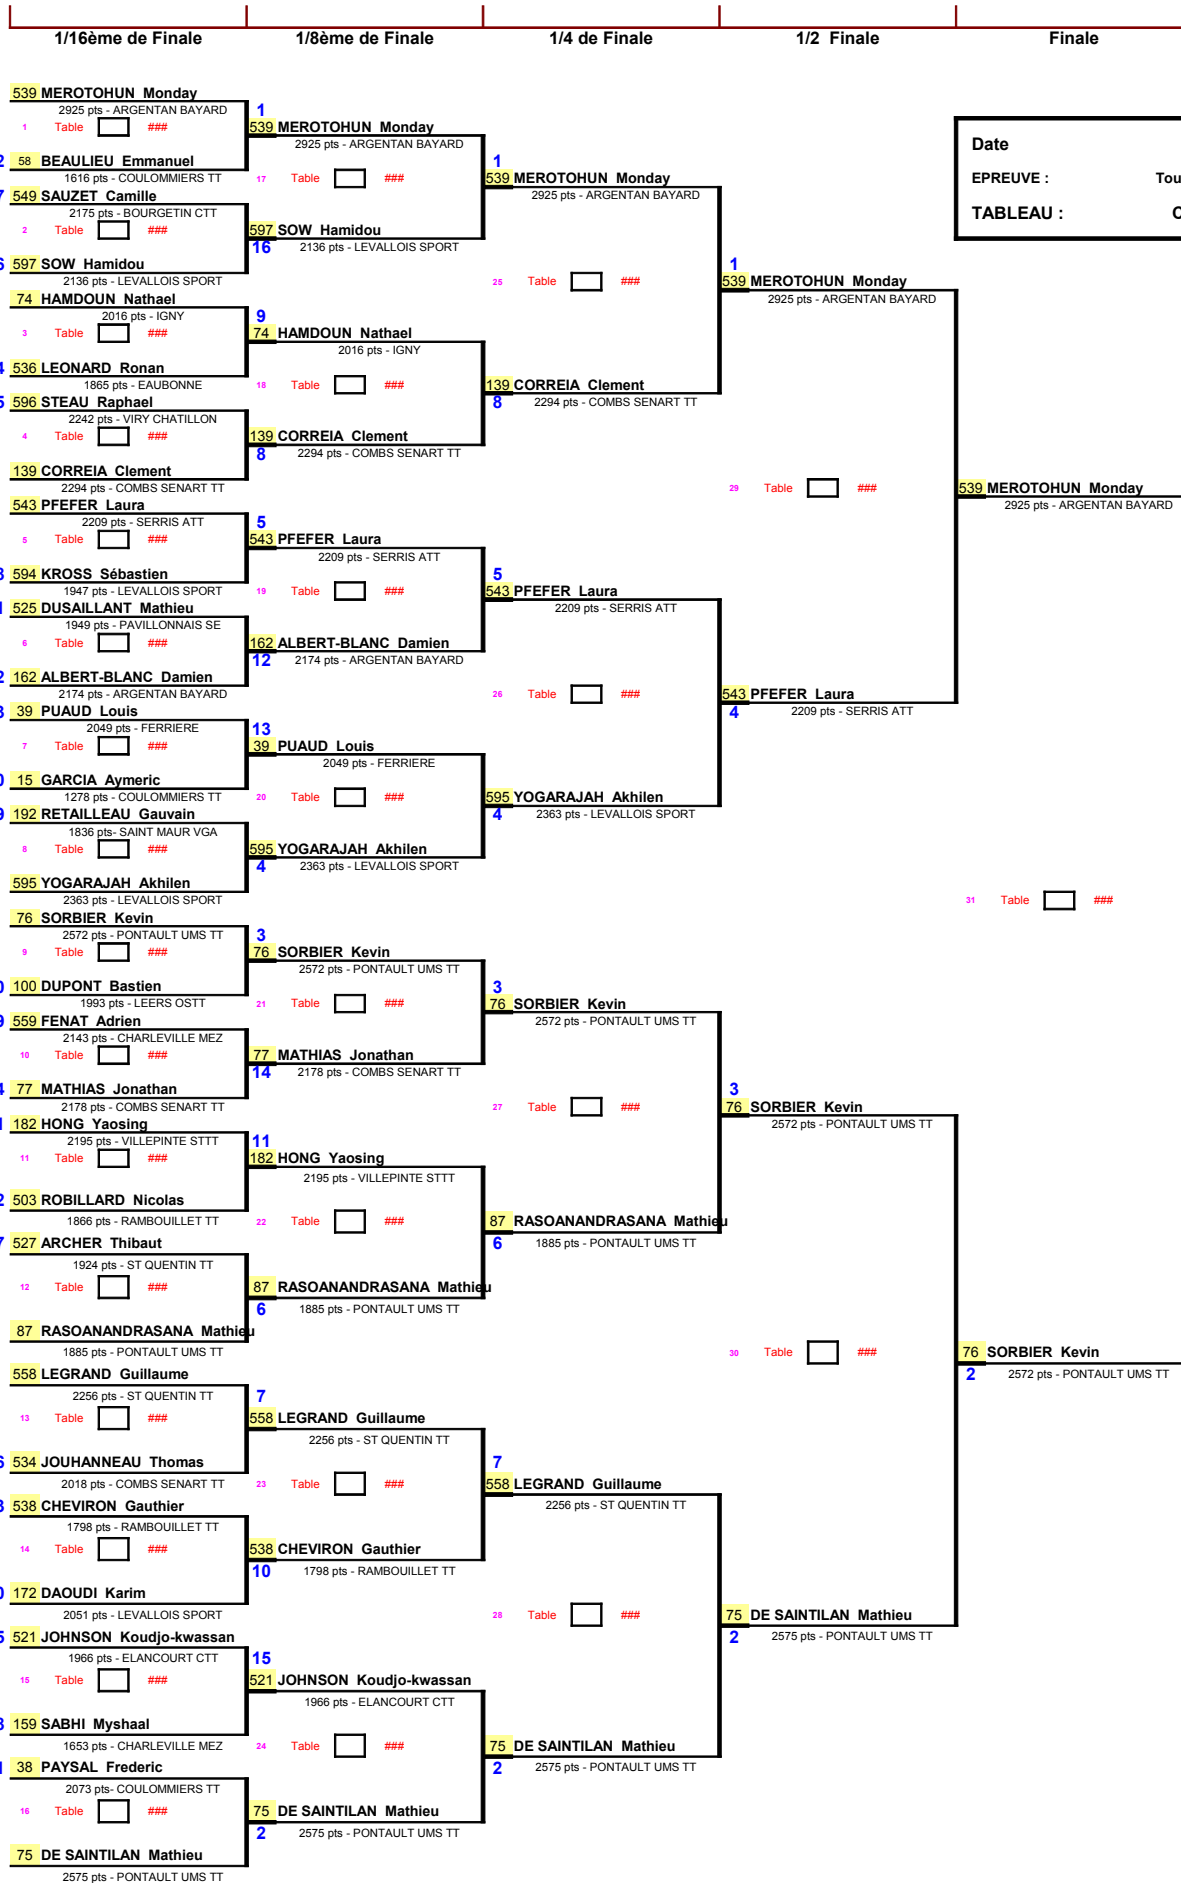 1/16ème de Finale
1/8ème de Finale
1/4 de Finale
1/2 Finale
Finale
Date
EPREUVE : Tou
TABLEAU : C
539 MEROTOHUN Monday
2925 pts - ARGENTAN BAYARD
1 Table ###
2 58 BEAULIEU Emmanuel
1616 pts - COULOMMIERS TT
7 549 SAUZET Camille
2175 pts - BOURGETIN CTT
2 Table ###
6 597 SOW Hamidou
2136 pts - LEVALLOIS SPORT
74 HAMDOUN Nathael
2016 pts - IGNY
3 Table ###
4 536 LEONARD Ronan
1865 pts - EAUBONNE
5 596 STEAU Raphael
2242 pts - VIRY CHATILLON
4 Table ###
139 CORREIA Clement
2294 pts - COMBS SENART TT
543 PFEFER Laura
2209 pts - SERRIS ATT
5 Table ###
3 594 KROSS Sébastien
1947 pts - LEVALLOIS SPORT
1 525 DUSAILLANT Mathieu
1949 pts - PAVILLONNAIS SE
6 Table ###
2 162 ALBERT-BLANC Damien
2174 pts - ARGENTAN BAYARD
3 39 PUAUD Louis
2049 pts - FERRIERE
7 Table ###
0 15 GARCIA Aymeric
1278 pts - COULOMMIERS TT
9 192 RETAILLEAU Gauvain
1836 pts- SAINT MAUR VGA
8 Table ###
595 YOGARAJAH Akhilen
2363 pts - LEVALLOIS SPORT
76 SORBIER Kevin
2572 pts - PONTAULT UMS TT
9 Table ###
0 100 DUPONT Bastien
1993 pts - LEERS OSTT
9 559 FENAT Adrien
2143 pts - CHARLEVILLE MEZ
10 Table ###
4 77 MATHIAS Jonathan
2178 pts - COMBS SENART TT
1 182 HONG Yaosing
2195 pts - VILLEPINTE STTT
11 Table ###
2 503 ROBILLARD Nicolas
1866 pts - RAMBOUILLET TT
7 527 ARCHER Thibaut
1924 pts - ST QUENTIN TT
12 Table ###
87 RASOANANDRASANA Mathieu
1885 pts - PONTAULT UMS TT
558 LEGRAND Guillaume
2256 pts - ST QUENTIN TT
13 Table ###
6 534 JOUHANNEAU Thomas
2018 pts - COMBS SENART TT
3 538 CHEVIRON Gauthier
1798 pts - RAMBOUILLET TT
14 Table ###
0 172 DAOUDI Karim
2051 pts - LEVALLOIS SPORT
5 521 JOHNSON Koudjo-kwassan
1966 pts - ELANCOURT CTT
15 Table ###
8 159 SABHI Myshaal
1653 pts - CHARLEVILLE MEZ
1 38 PAYSAL Frederic
2073 pts- COULOMMIERS TT
16 Table ###
75 DE SAINTILAN Mathieu
2575 pts - PONTAULT UMS TT
1
539 MEROTOHUN Monday
2925 pts - ARGENTAN BAYARD
17 Table ###
597 SOW Hamidou
16 2136 pts - LEVALLOIS SPORT
9
74 HAMDOUN Nathael
2016 pts - IGNY
18 Table ###
139 CORREIA Clement
8 2294 pts - COMBS SENART TT
5
543 PFEFER Laura
2209 pts - SERRIS ATT
19 Table ###
162 ALBERT-BLANC Damien
12 2174 pts - ARGENTAN BAYARD
13
39 PUAUD Louis
2049 pts - FERRIERE
20 Table ###
595 YOGARAJAH Akhilen
4 2363 pts - LEVALLOIS SPORT
3
76 SORBIER Kevin
2572 pts - PONTAULT UMS TT
21 Table ###
77 MATHIAS Jonathan
14 2178 pts - COMBS SENART TT
11
182 HONG Yaosing
2195 pts - VILLEPINTE STTT
22 Table ###
87 RASOANANDRASANA Mathieu
6 1885 pts - PONTAULT UMS TT
7
558 LEGRAND Guillaume
2256 pts - ST QUENTIN TT
23 Table ###
538 CHEVIRON Gauthier
10 1798 pts - RAMBOUILLET TT
15
521 JOHNSON Koudjo-kwassan
1966 pts - ELANCOURT CTT
24 Table ###
75 DE SAINTILAN Mathieu
2 2575 pts - PONTAULT UMS TT
1
539 MEROTOHUN Monday
2925 pts - ARGENTAN BAYARD
25 Table ###
139 CORREIA Clement
8 2294 pts - COMBS SENART TT
5
543 PFEFER Laura
2209 pts - SERRIS ATT
26 Table ###
595 YOGARAJAH Akhilen
4 2363 pts - LEVALLOIS SPORT
3
76 SORBIER Kevin
2572 pts - PONTAULT UMS TT
27 Table ###
87 RASOANANDRASANA Mathieu
6 1885 pts - PONTAULT UMS TT
7
558 LEGRAND Guillaume
2256 pts - ST QUENTIN TT
28 Table ###
75 DE SAINTILAN Mathieu
2 2575 pts - PONTAULT UMS TT
1
539 MEROTOHUN Monday
2925 pts - ARGENTAN BAYARD
29 Table ###
543 PFEFER Laura
4 2209 pts - SERRIS ATT
3
76 SORBIER Kevin
2572 pts - PONTAULT UMS TT
30 Table ###
75 DE SAINTILAN Mathieu
2 2575 pts - PONTAULT UMS TT
539 MEROTOHUN Monday
2925 pts - ARGENTAN BAYARD
31 Table ###
76 SORBIER Kevin
2 2572 pts - PONTAULT UMS TT